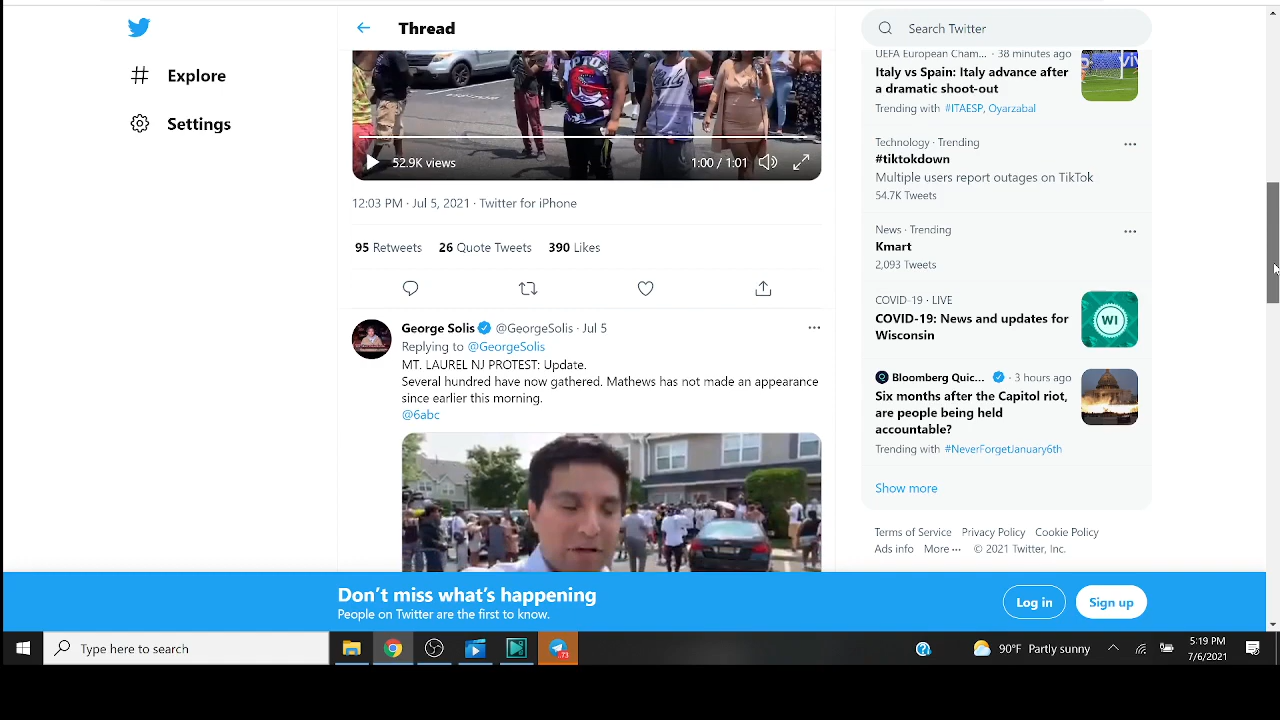 Thread
Search Twitter
Explore
Settings
52.9K views
1:00 / 1:01
12:03 PM · Jul 5, 2021 · Twitter for iPhone
95 Retweets 26 Quote Tweets 390 Likes
George Solis @GeorgeSolis · Jul 5
Replying to @GeorgeSolis
MT. LAUREL NJ PROTEST: Update.
Several hundred have now gathered. Mathews has not made an appearance
since earlier this morning.
@6abc
UEFA European Cham... · 38 minutes ago
Italy vs Spain: Italy advance after
a dramatic shoot-out
Trending with #ITAESP, Oyarzabal
Technology · Trending
#tiktokdown
Multiple users report outages on TikTok
54.7K Tweets
News · Trending
Kmart
2,093 Tweets
COVID-19 · LIVE
COVID-19: News and updates for
Wisconsin
WI
Bloomberg Quic... · 3 hours ago
Six months after the Capitol riot,
are people being held
accountable?
Trending with #NeverForgetJanuary6th
Show more
Terms of Service Privacy Policy Cookie Policy
Ads info More ··· © 2021 Twitter, Inc.
Don't miss what's happening
People on Twitter are the first to know.
Log in
Sign up
Type here to search
73
90°F Partly sunny
5:19 PM
7/6/2021